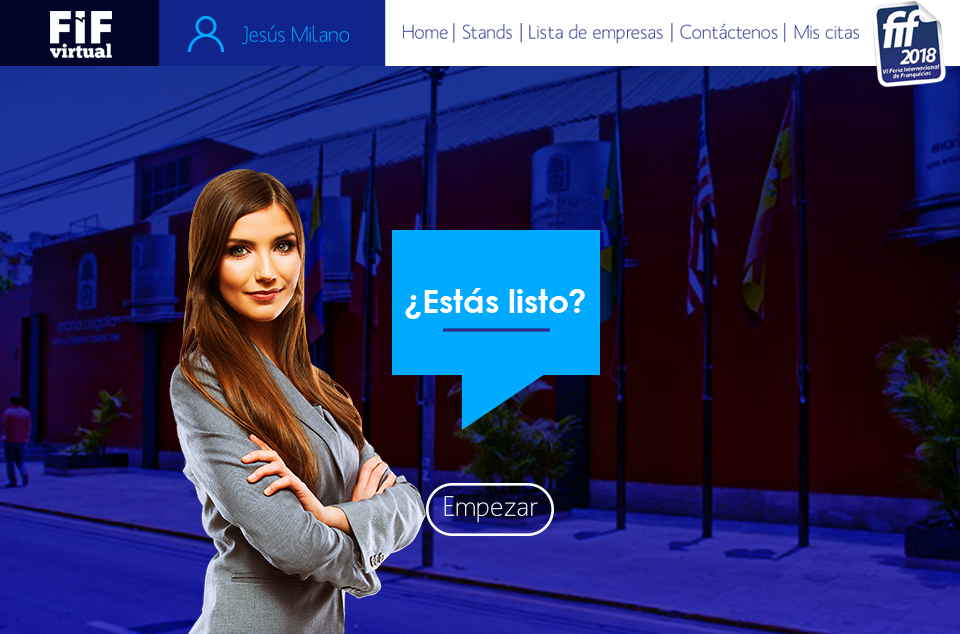 FiF
virtual
Jesús Milano
Home | Stands | Lista de empresas | Contáctenos | Mis citas
fif
2018
VI Feria Internacional
de Franquicias
¿Estás listo?
Empezar